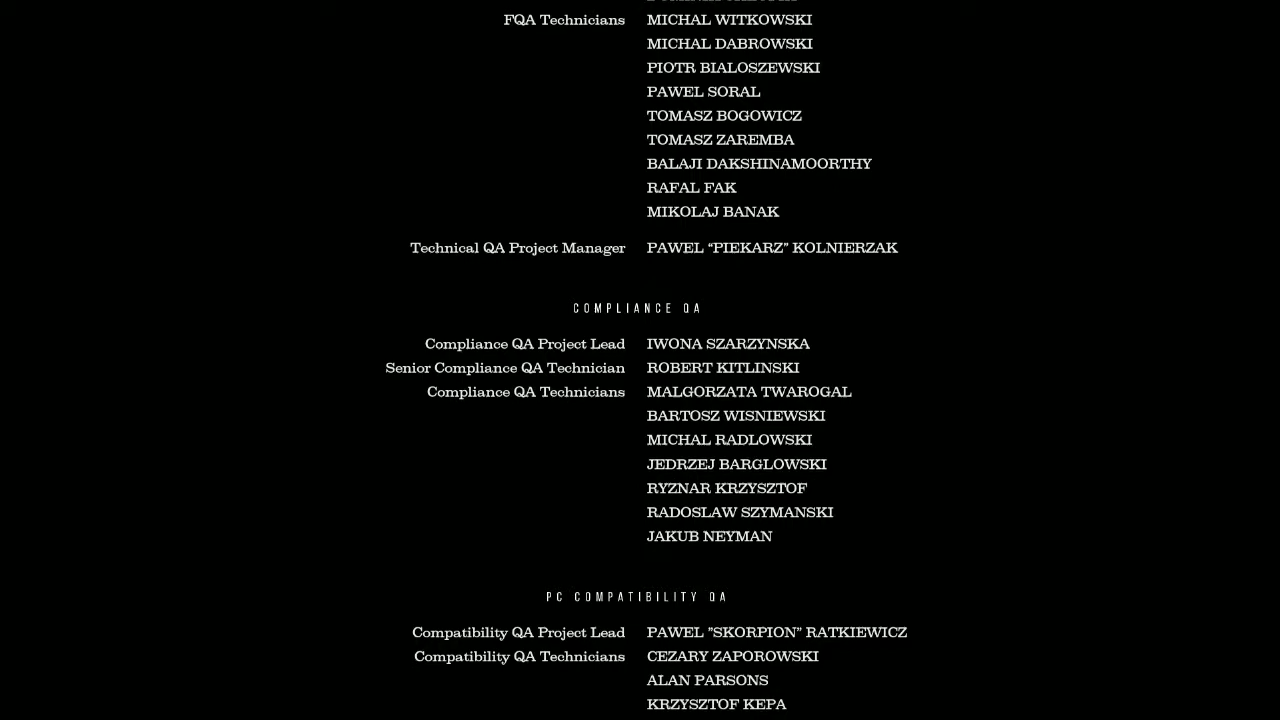 FQA Technicians MICHAL WITKOWSKI
MICHAL DABROWSKI
PIOTR BIALOSZEWSKI
PAWEL SORAL
TOMASZ BOGOWICZ
TOMASZ ZAREMBA
BALAJI DAKSHINAMOORTHY
RAFAL FAK
MIKOLAJ BANAK
Technical QA Project Manager PAWEL “PIEKARZ” KOLNIERZAK
COMPLIANCE QA
Compliance QA Project Lead IWONA SZARZYNSKA
Senior Compliance QA Technician ROBERT KITLINSKI
Compliance QA Technicians MALGORZATA TWAROGAL
BARTOSZ WISNIEWSKI
MICHAL RADLOWSKI
JEDRZEJ BARGLOWSKI
RYZNAR KRZYSZTOF
RADOSLAW SZYMANSKI
JAKUB NEYMAN
PC COMPATIBILITY QA
Compatibility QA Project Lead PAWEL ”SKORPION” RATKIEWICZ
Compatibility QA Technicians CEZARY ZAPOROWSKI
ALAN PARSONS
KRZYSZTOF KEPA